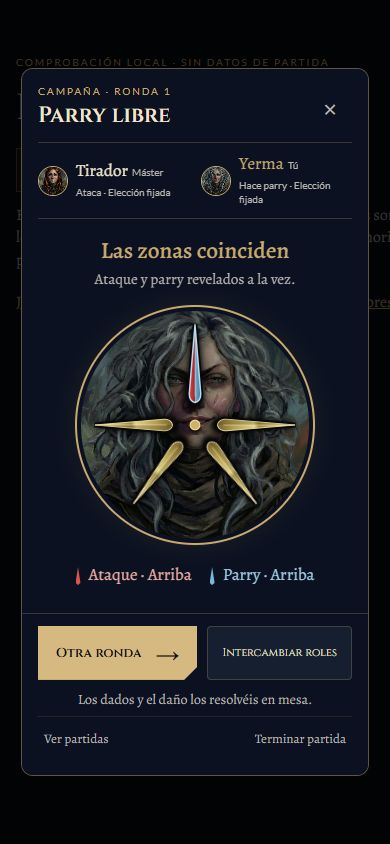 COMPROBACIÓN LOCAL · SIN DATOS DE PARTIDA
CAMPAÑA · RONDA 1
PARRY LIBRE
×
Tirador Máster
Ataca · Elección fijada
Yerma Tú
Hace parry · Elección
fijada
Las zonas coinciden
Ataque y parry revelados a la vez.
Ataque · Arriba
Parry · Arriba
OTRA RONDA →
INTERCAMBIAR ROLES
Los dados y el daño los resolvéis en mesa.
Ver partidas
Terminar partida